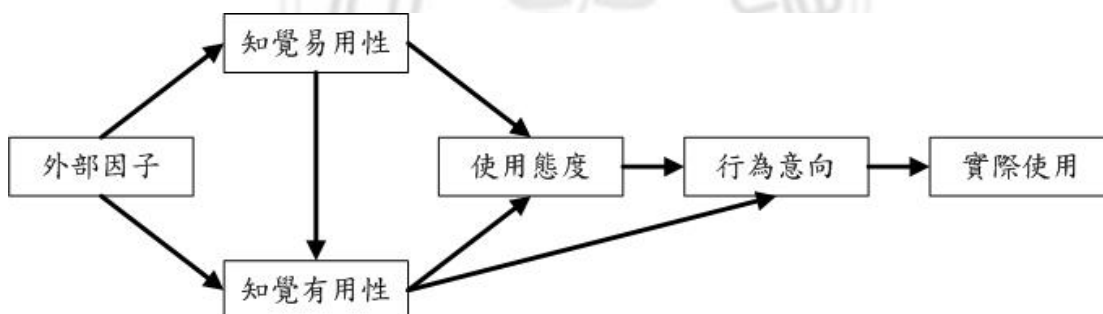 知覺易用性
外部因子
使用態度
行為意向
實際使用
知覺有用性